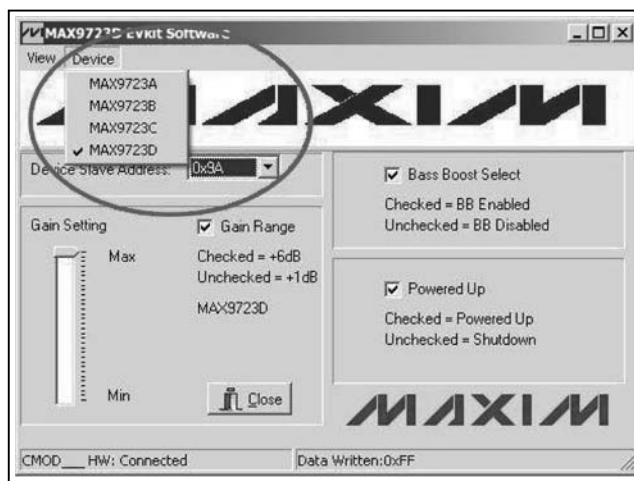 MAX9723D EVkit Software
View Device
MAX9723A
MAX9723B
MAX9723C
MAX9723D
MAXIM
Device Slave Address: 0x9A
Gain Setting
Max
Min
Gain Range
Checked = +6dB
Unchecked = +1dB
MAX9723D
Close
Bass Boost Select
Checked = BB Enabled
Unchecked = BB Disabled
Powered Up
Checked = Powered Up
Unchecked = Shutdown
MAXIM
CMOD___ HW: Connected
Data Written:0xFF